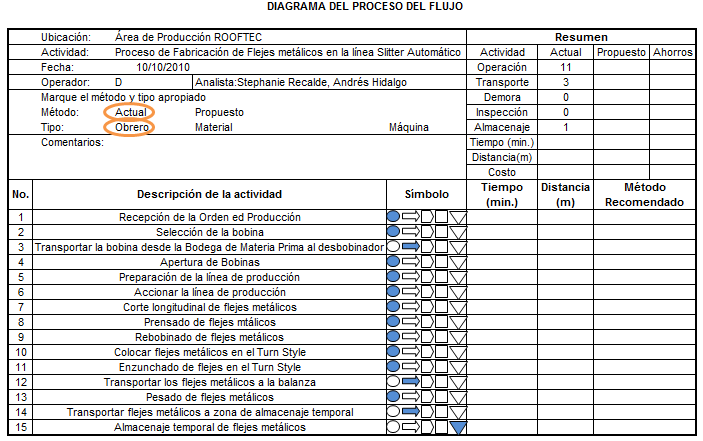 DIAGRAMA DEL PROCESO DEL FLUJO
Ubicación: Área de Producción ROOFTEC Resumen
Actividad: Proceso de Fabricación de Flejes metálicos en la línea Slitter Automático Actividad Actual Propuesto Ahorros
Fecha: 10/10/2010 Operación 11
Operador: D Analista:Stephanie Recalde, Andrés Hidalgo Transporte 3
Marque el método y tipo apropiado Demora 0
Método: Actual Propuesto Inspección 0
Tipo: Obrero Material Máquina Almacenaje 1
Comentarios: Tiempo (min.)
Distancia(m)
Costo
No. Descripción de la actividad Símbolo Tiempo (min.) Distancia (m) Método Recomendado
1 Recepción de la Orden ed Producción
2 Selección de la bobina
3 Transportar la bobina desde la Bodega de Materia Prima al desbobinador
4 Apertura de Bobinas
5 Preparación de la línea de producción
6 Accionar la línea de producción
7 Corte longitudinal de flejes metálicos
8 Prensado de flejes mtálicos
9 Rebobinado de flejes metálicos
10 Colocar flejes metálicos en el Turn Style
11 Enzunchado de flejes en el Turn Style
12 Transportar los flejes metálicos a la balanza
13 Pesado de flejes metálicos
14 Transportar flejes metálicos a zona de almacenaje temporal
15 Almacenaje temporal de flejes metálicos